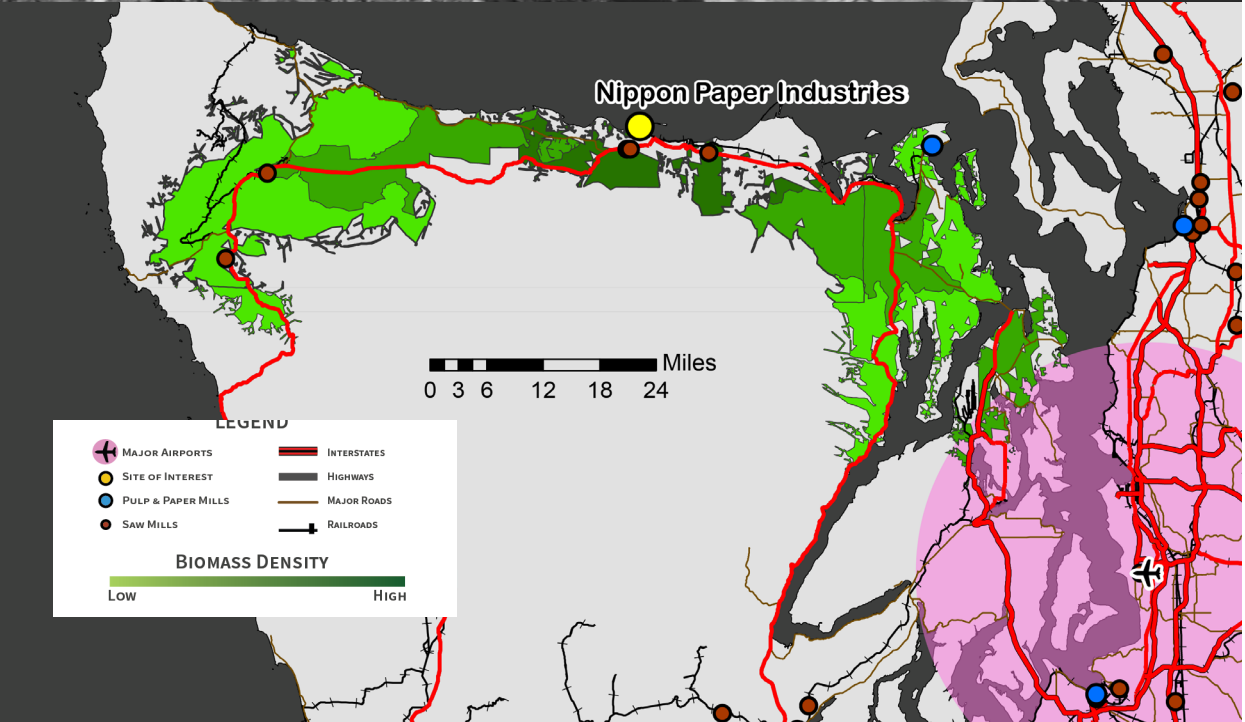 Nippon Paper Industries
Miles
0 3 6 12 18 24
LEGEND
MAJOR AIRPORTS
INTERSTATES
SITE OF INTEREST
HIGHWAYS
PULP & PAPER MILLS
MAJOR ROADS
SAW MILLS
RAILROADS
BIOMASS DENSITY
LOW HIGH